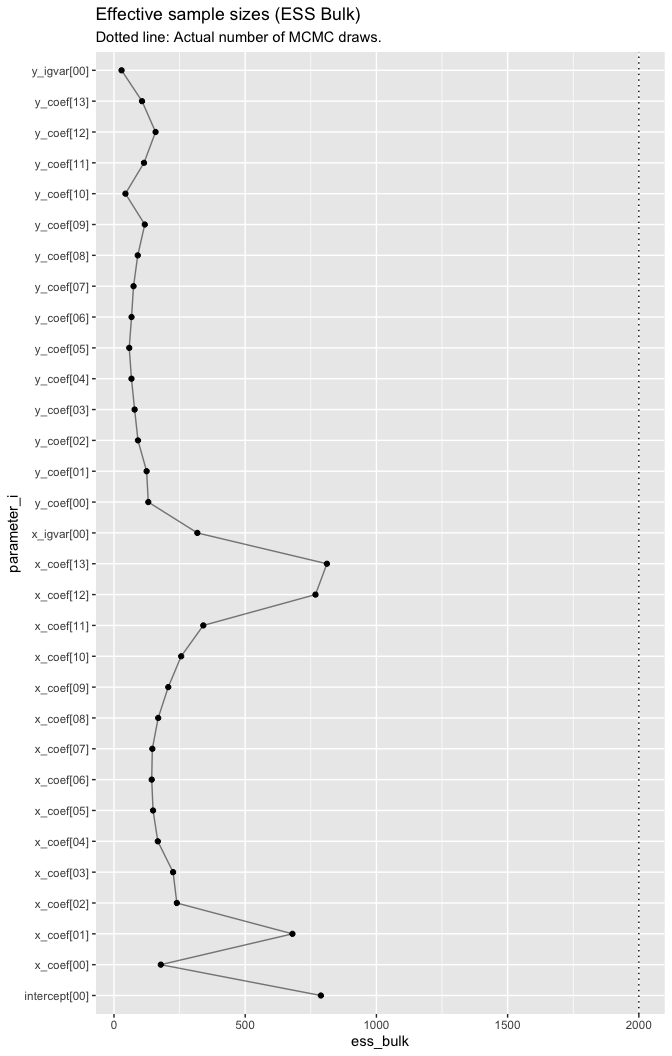 Effective sample sizes (ESS Bulk)
Dotted line: Actual number of MCMC draws.
y_igvar[00]
y_coef[13]
y_coef[12]
y_coef[11]
y_coef[10]
y_coef[09]
y_coef[08]
y_coef[07]
y_coef[06]
y_coef[05]
y_coef[04]
y_coef[03]
y_coef[02]
y_coef[01]
y_coef[00]
x_igvar[00]
x_coef[13]
x_coef[12]
x_coef[11]
x_coef[10]
x_coef[09]
x_coef[08]
x_coef[07]
x_coef[06]
x_coef[05]
x_coef[04]
x_coef[03]
x_coef[02]
x_coef[01]
x_coef[00]
intercept[00]
parameter_i
0 500 1000 1500 2000
ess_bulk